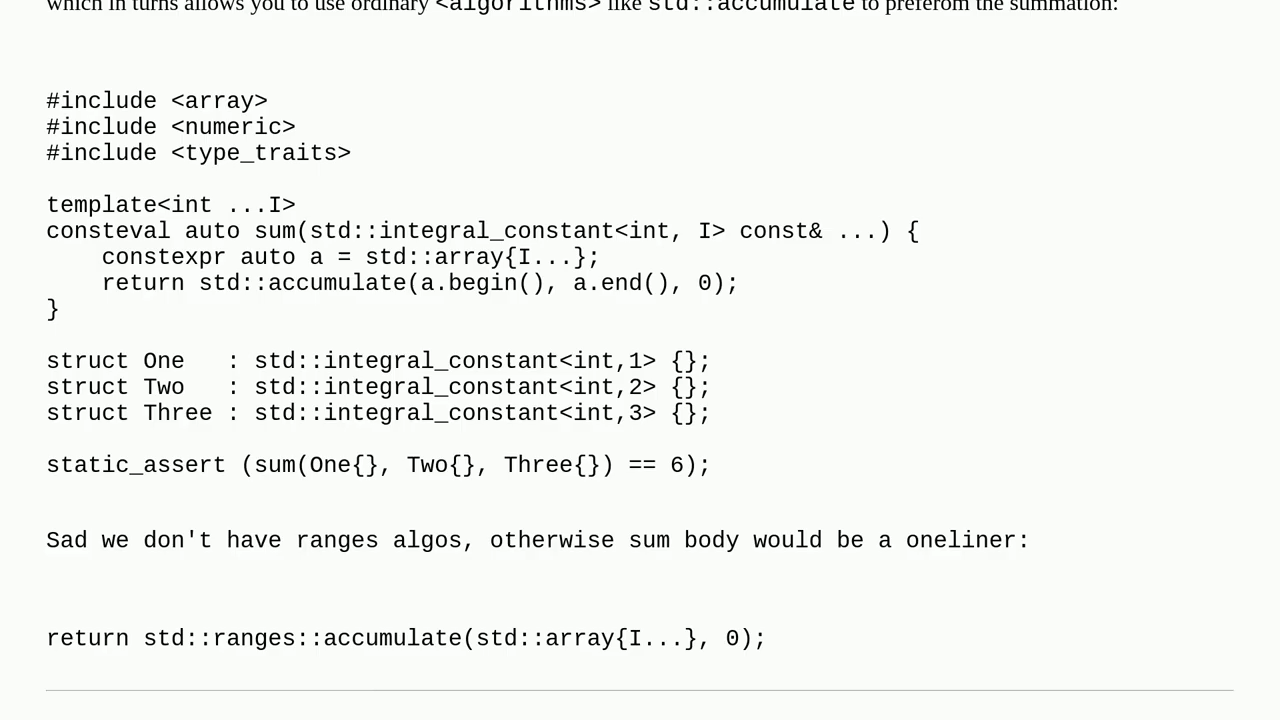 which in turns allows you to use ordinary <algorithms> like std::accumulate to preferom the summation:
#include <array>
#include <numeric>
#include <type_traits>
template<int ...I>
consteval auto sum(std::integral_constant<int, I> const& ...) {
    constexpr auto a = std::array{I...};
    return std::accumulate(a.begin(), a.end(), 0);
}
struct One   : std::integral_constant<int,1> {};
struct Two   : std::integral_constant<int,2> {};
struct Three : std::integral_constant<int,3> {};
static_assert (sum(One{}, Two{}, Three{}) == 6);
Sad we don't have ranges algos, otherwise sum body would be a oneliner:
return std::ranges::accumulate(std::array{I...}, 0);